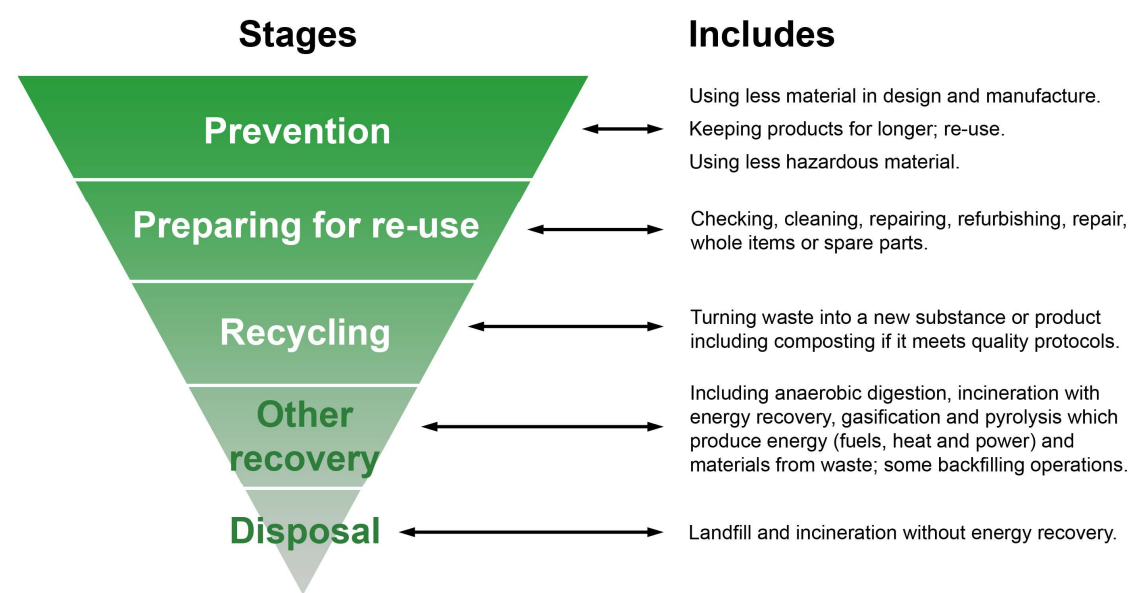 Stages
Includes
Prevention
Using less material in design and manufacture.
Keeping products for longer; re-use.
Using less hazardous material.
Preparing for re-use
Checking, cleaning, repairing, refurbishing, repair,
whole items or spare parts.
Recycling
Turning waste into a new substance or product
including composting if it meets quality protocols.
Other
recovery
Including anaerobic digestion, incineration with
energy recovery, gasification and pyrolysis which
produce energy (fuels, heat and power) and
materials from waste; some backfilling operations.
Disposal
Landfill and incineration without energy recovery.